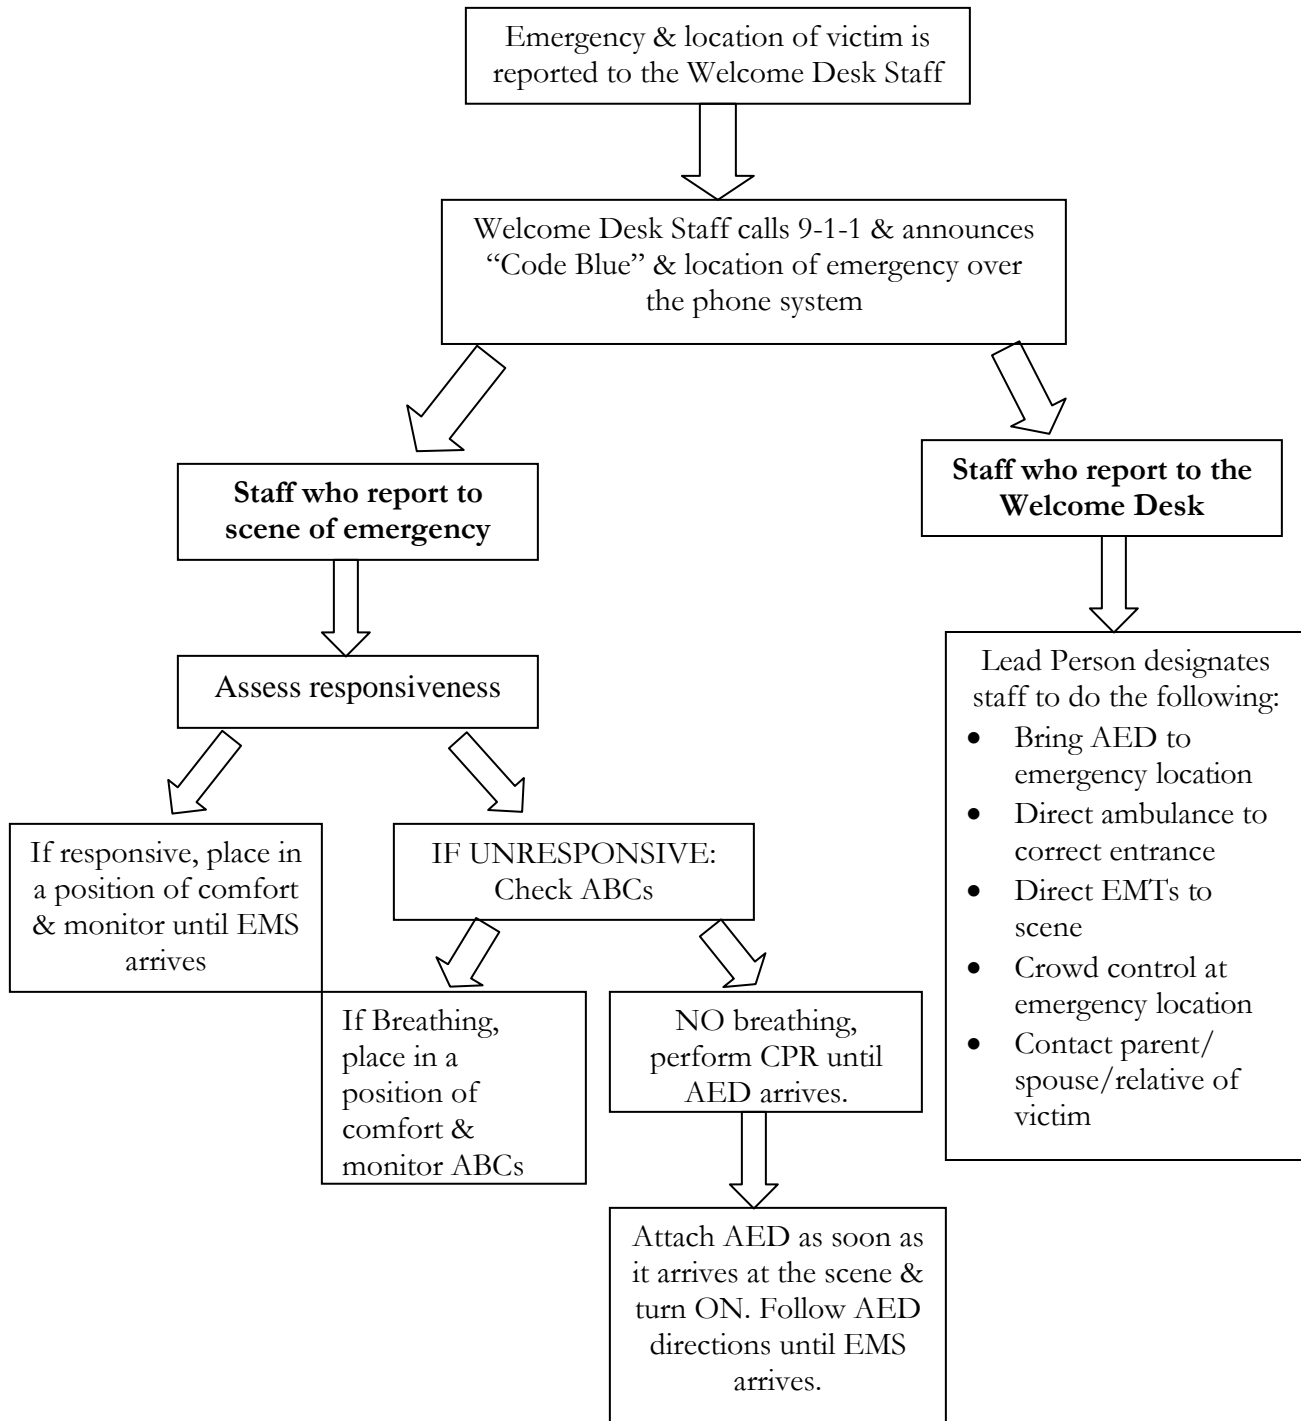 Emergency & location of victim is
reported to the Welcome Desk Staff
Welcome Desk Staff calls 9-1-1 & announces
“Code Blue” & location of emergency over
the phone system
Staff who report to
scene of emergency
Staff who report to the
Welcome Desk
Assess responsiveness
Lead Person designates
staff to do the following:
• Bring AED to
emergency location
• Direct ambulance to
correct entrance
• Direct EMTs to
scene
• Crowd control at
emergency location
• Contact parent/
spouse/relative of
victim
If responsive, place in
a position of comfort
& monitor until EMS
arrives
IF UNRESPONSIVE:
Check ABCs
If Breathing,
place in a
position of
comfort &
monitor ABCs
NO breathing,
perform CPR until
AED arrives.
Attach AED as soon as
it arrives at the scene &
turn ON. Follow AED
directions until EMS
arrives.